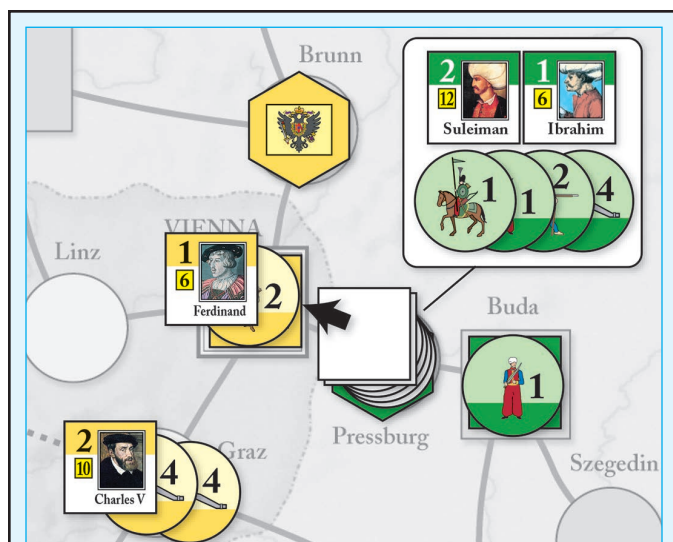 Brunn
2
12
Suleiman
1
6
Ibrahim
1
1
2
4
VIENNA
Linz
1
6
Ferdinand
2
Buda
1
Pressburg
2
10
Charles V
4
4
Graz
Szegedin